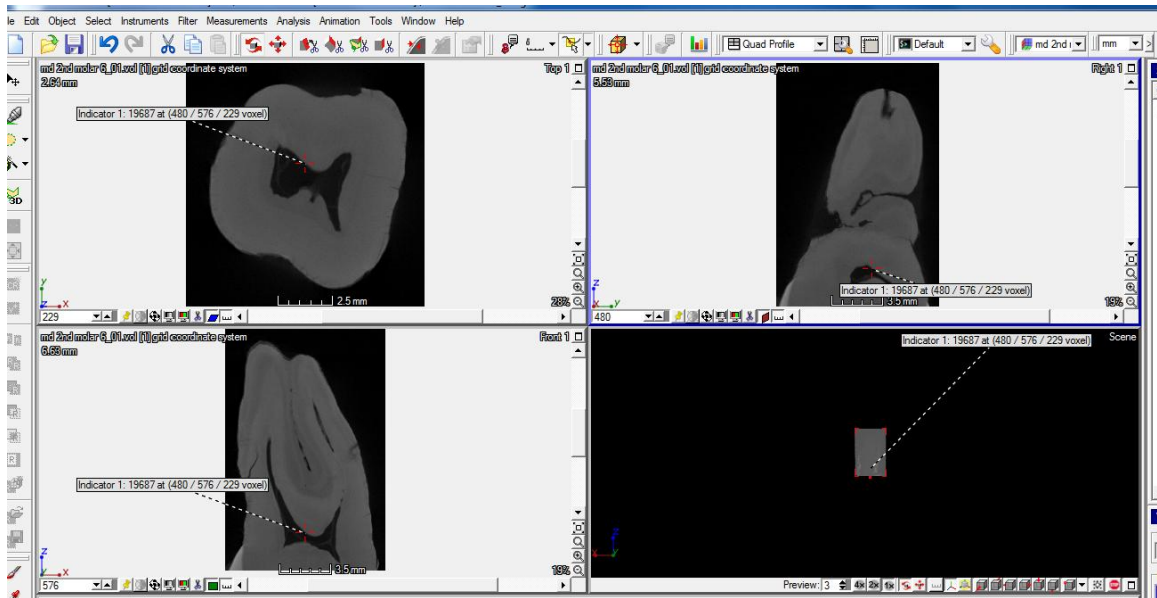 Edit Object Select Instruments Filter Measurements Analysis Animation Tools Window Help
Quad Profile
Default
md 2nd
mm
md 2nd molar 6_01.vol [1] grid coordinate system
Top 1
2.64 mm
Indicator 1: 19687 at (480 / 576 / 229 voxel)
2.5 mm
28%
y
z x
229
md 2nd molar 6_01.vol [1] grid coordinate system
Right 1
5.53 mm
Indicator 1: 19687 at (480 / 576 / 229 voxel)
3.5 mm
19%
z
x y
480
md 2nd molar 6_01.vol [1] grid coordinate system
Front 1
6.63 mm
Indicator 1: 19687 at (480 / 576 / 229 voxel)
3.5 mm
19%
z
y x
576
Scene
Indicator 1: 19687 at (480 / 576 / 229 voxel)
z
x y
Preview: 3
4x 2x 1x
3D